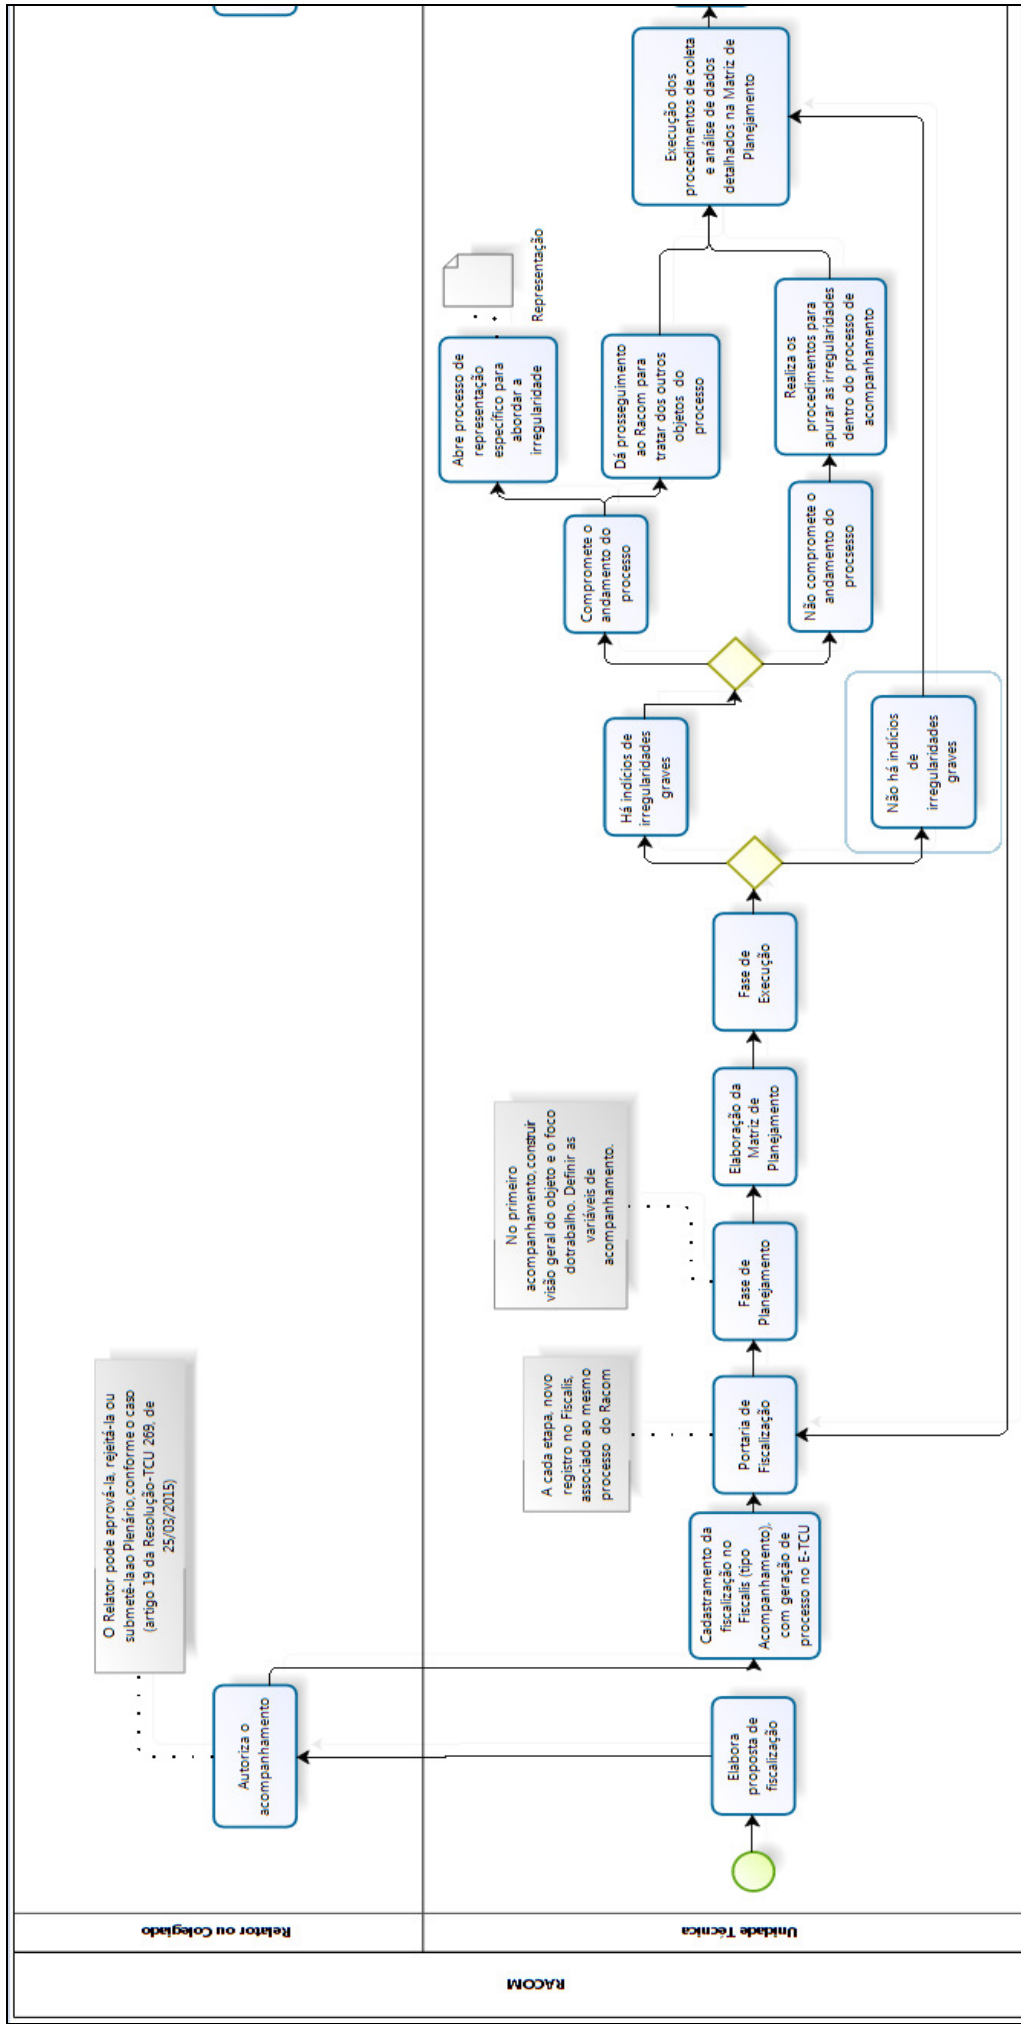 RACOM
Relator ou Colegiado
Unidade Técnica
Elabora
proposta de
fiscalização
Autoriza o
acompanhamento
O Relator pode aprová-la, rejeitá-la ou
submetê-laao Plenário, conforme o caso
(artigo 19 da Resolução-TCU 269, de
25/03/2015)
Cadastramento da
fiscalização no
Fiscalis (tipo
Acompanhamento).
com geração de
processo no E-TCU
Portaria de
Fiscalização
A cada etapa, novo
registro no Fiscalis,
associado ao mesmo
processo do Racom
Fase de
Planejamento
No primeiro
acompanhamento, construir
visão geral do objeto e o foco
dotrabalho. Definir as
variáveis de
acompanhamento.
Elaboração da
Matriz de
Planejamento
Fase de
Execução
Há indícios de
irregularidades
graves
Não há indícios
de
irregularidades
graves
Compromete o
andamento do
processo
Não compromete o
andamento do
procsesso
Abre processo de
representação
específico para
abordar a
irregularidade
Representação
Dá prosseguimento
ao Racom para
tratar dos outros
objetos do
processo
Realiza os
procedimentos para
apurar as irregularidades
dentro do processo de
acompanhamento
Execução dos
procedimentos de coleta
e análise de dados
detalhados na Matriz de
Planejamento